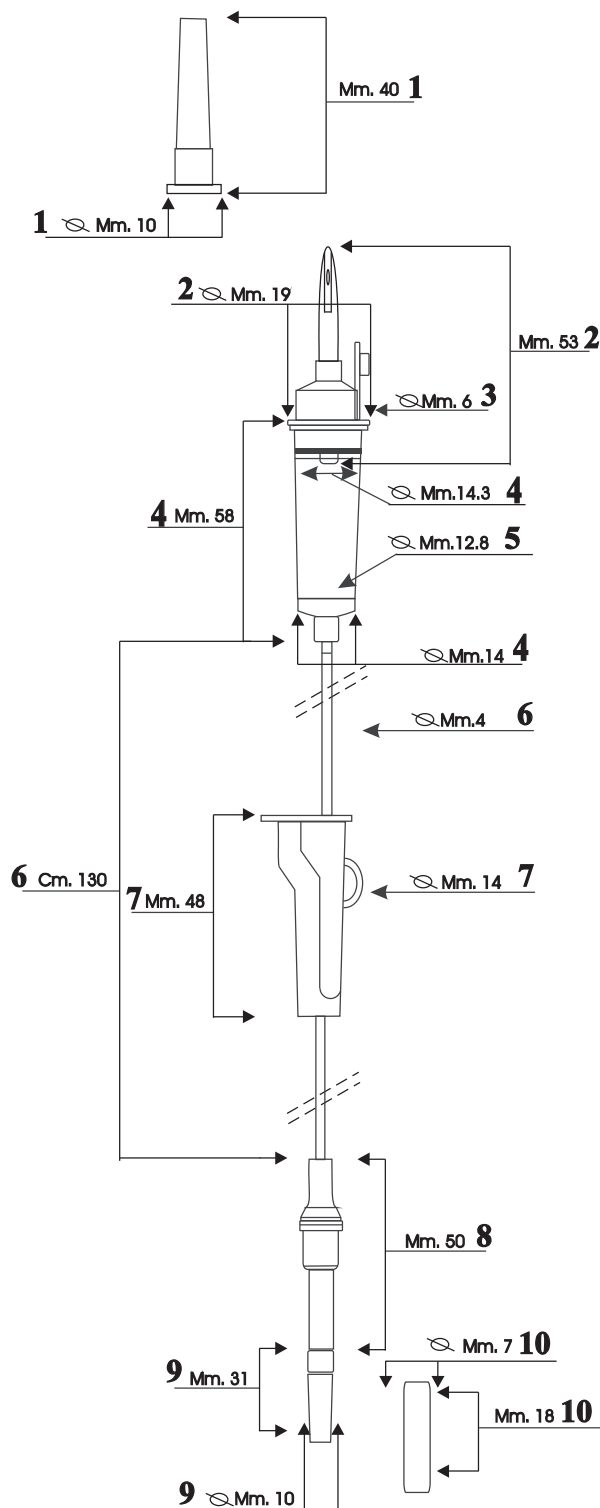 Mm. 40 1
1 ∅ Mm. 10
2 ∅ Mm. 19
Mm. 53 2
∅ Mm. 6 3
∅ Mm.14.3 4
4 Mm. 58
∅ Mm.12.8 5
∅ Mm.14 4
∅ Mm.4 6
6 Cm. 130
7 Mm. 48
∅ Mm. 14 7
Mm. 50 8
∅ Mm. 7 10
9 Mm. 31
Mm. 18 10
9 ∅ Mm. 10